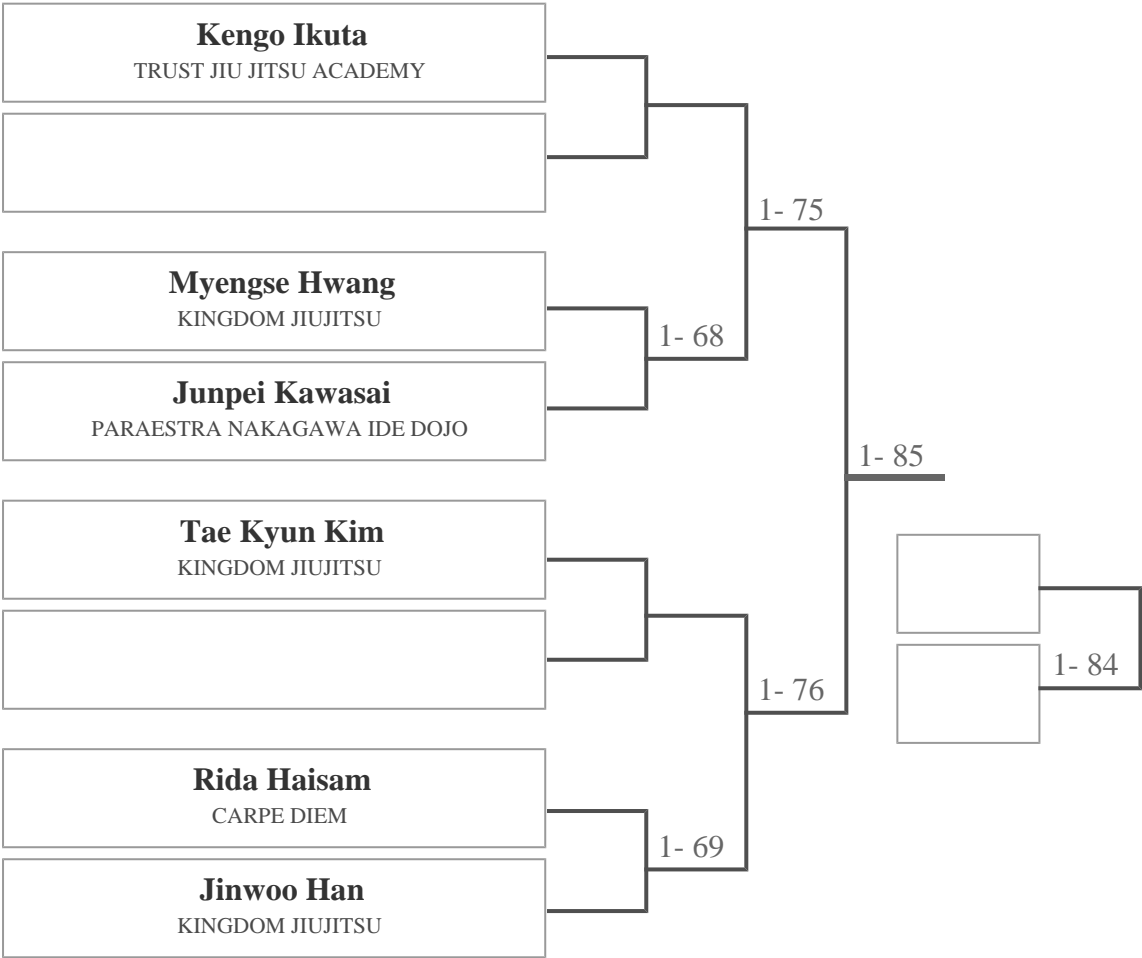 Kengo Ikuta
TRUST JIU JITSU ACADEMY
1- 75
Myengse Hwang
KINGDOM JIUJITSU
1- 68
Junpei Kawasai
PARAESTRA NAKAGAWA IDE DOJO
1- 85
Tae Kyun Kim
KINGDOM JIUJITSU
1- 84
1- 76
Rida Haisam
CARPE DIEM
1- 69
Jinwoo Han
KINGDOM JIUJITSU